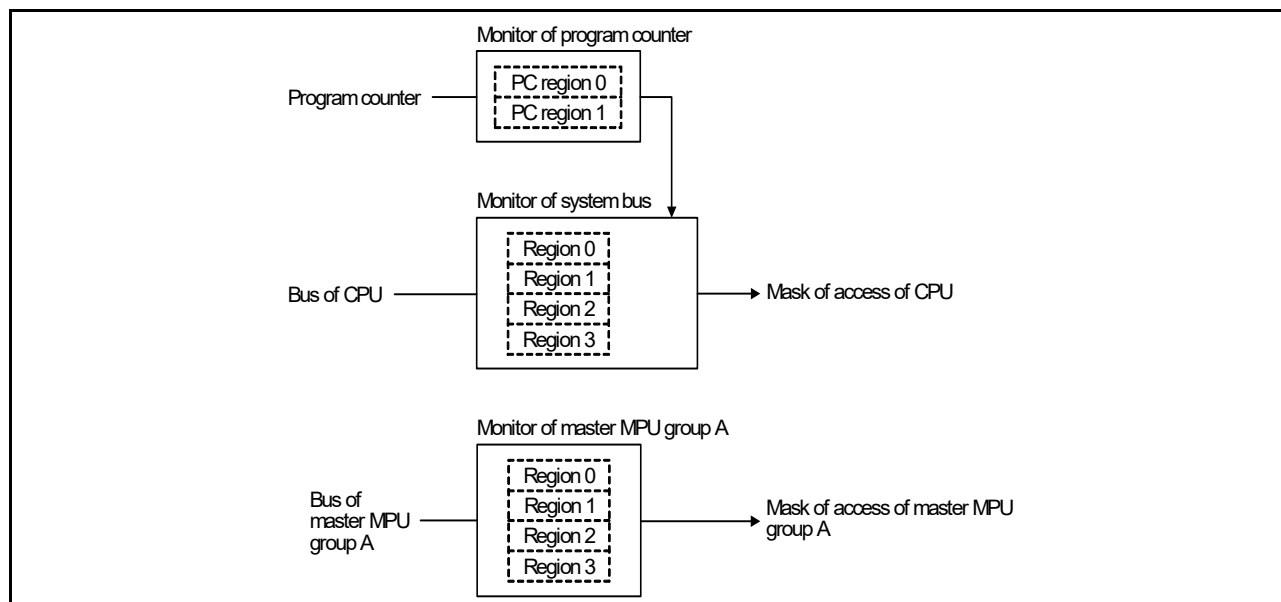 Monitor of program counter
Program counter
PC region 0
PC region 1
Monitor of system bus
Bus of CPU
Region 0
Region 1
Region 2
Region 3
Mask of access of CPU
Monitor of master MPU group A
Bus of
master MPU
group A
Region 0
Region 1
Region 2
Region 3
Mask of access of master MPU
group A